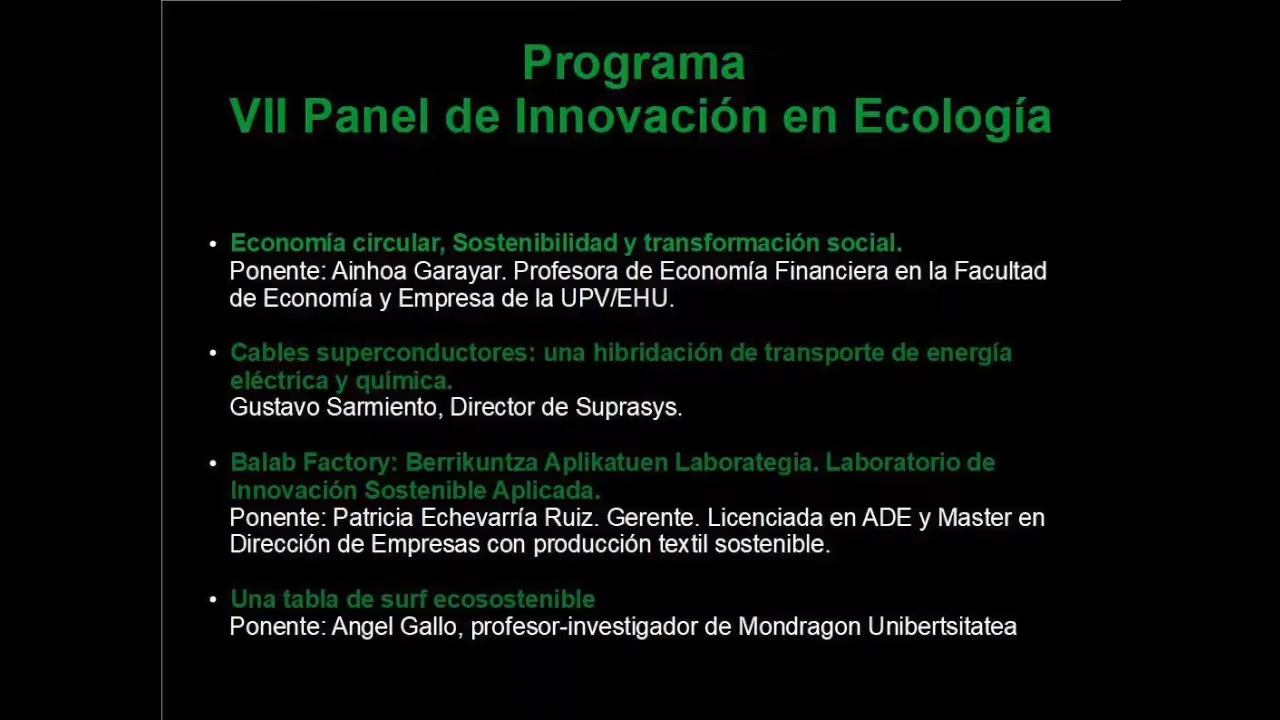 Programa
VII Panel de Innovación en Ecología
• Economía circular, Sostenibilidad y transformación social.
Ponente: Ainhoa Garayar. Profesora de Economía Financiera en la Facultad
de Economía y Empresa de la UPV/EHU.
• Cables superconductores: una hibridación de transporte de energía
eléctrica y química.
Gustavo Sarmiento, Director de Suprasys.
• Balab Factory: Berrikuntza Aplikatuen Laborategia. Laboratorio de
Innovación Sostenible Aplicada.
Ponente: Patricia Echevarría Ruiz. Gerente. Licenciada en ADE y Master en
Dirección de Empresas con producción textil sostenible.
• Una tabla de surf ecosostenible
Ponente: Angel Gallo, profesor-investigador de Mondragon Unibertsitatea